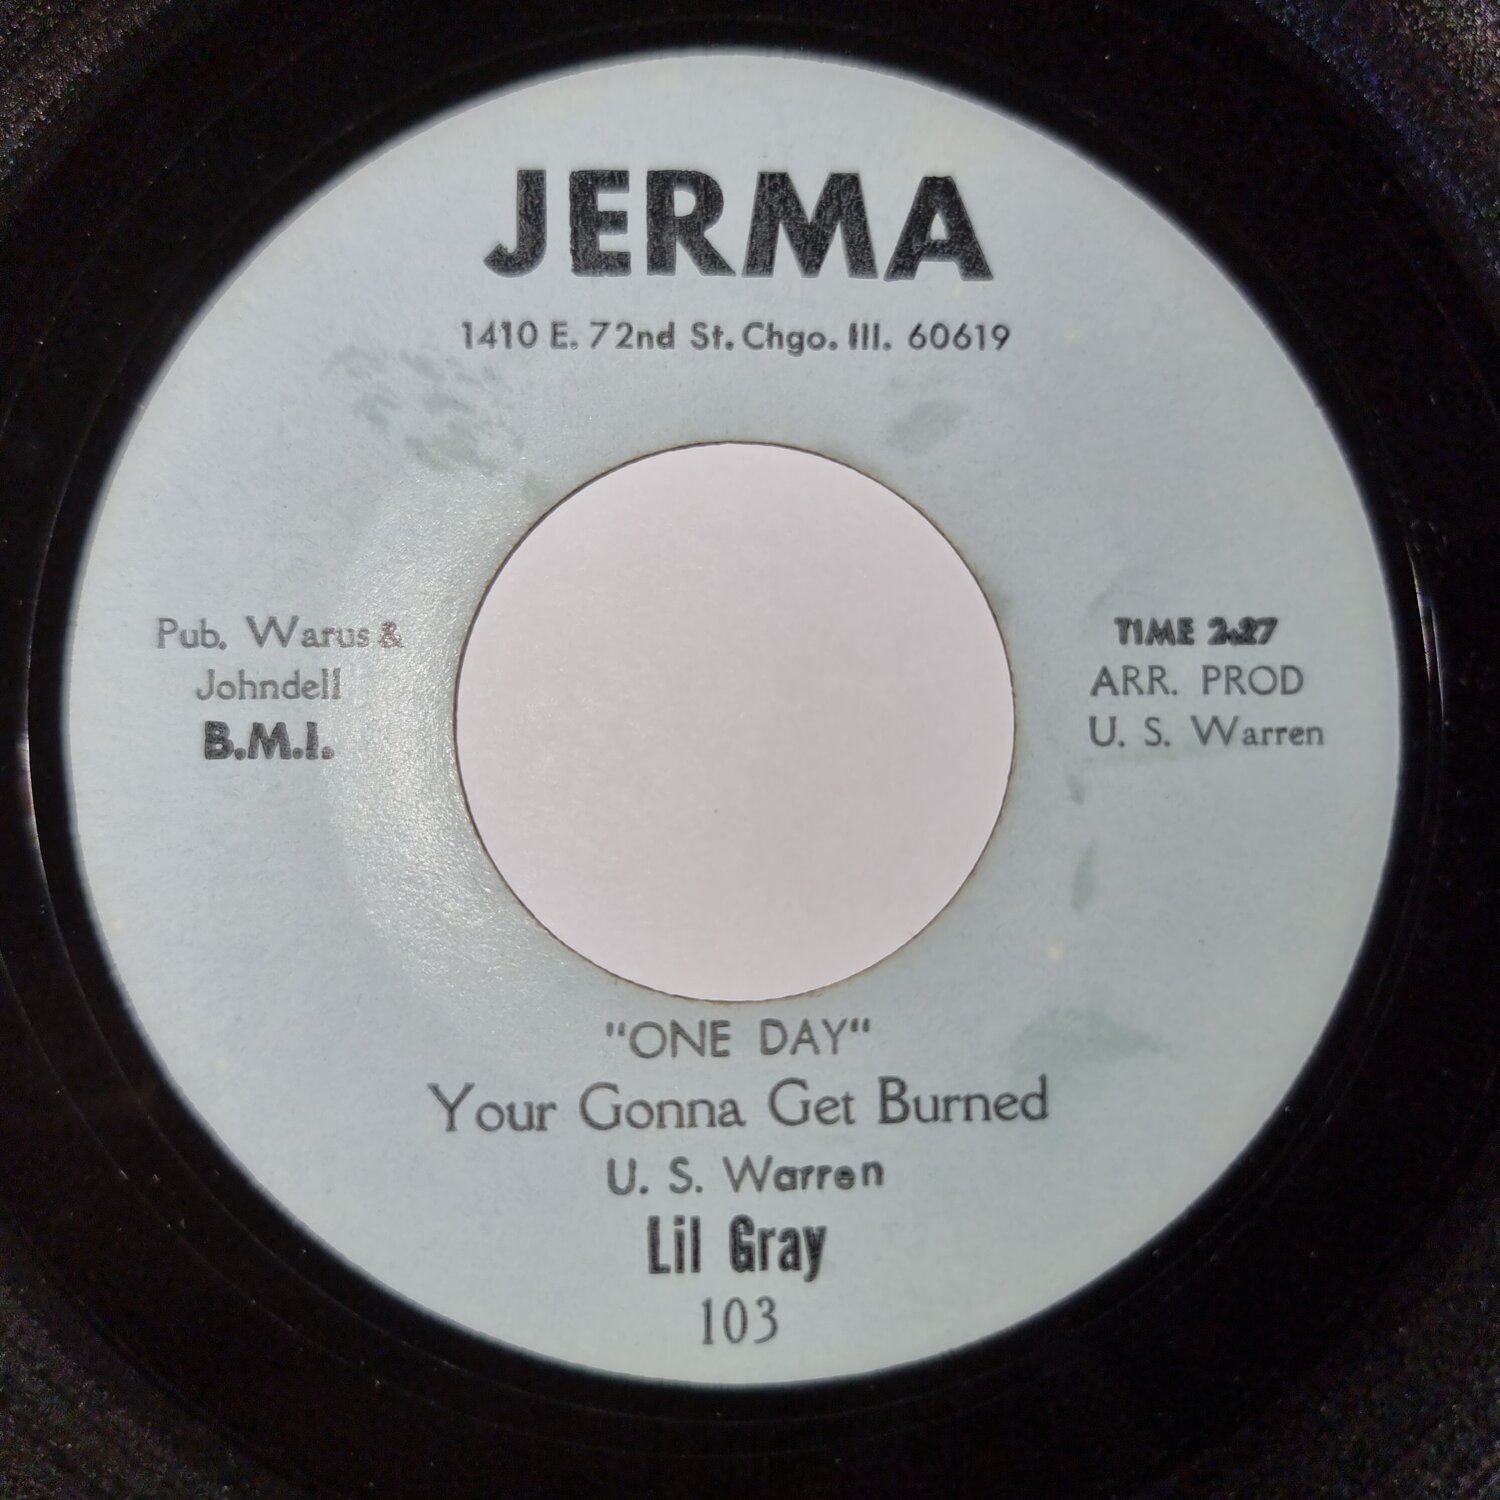 JERMA
1410 E. 72nd St. Chgo. Ill. 60619
Pub. Warus &
Johndell
B.M.I.
TIME 2:27
ARR. PROD
U. S. Warren
"ONE DAY"
Your Gonna Get Burned
U. S. Warren
Lil Gray
103